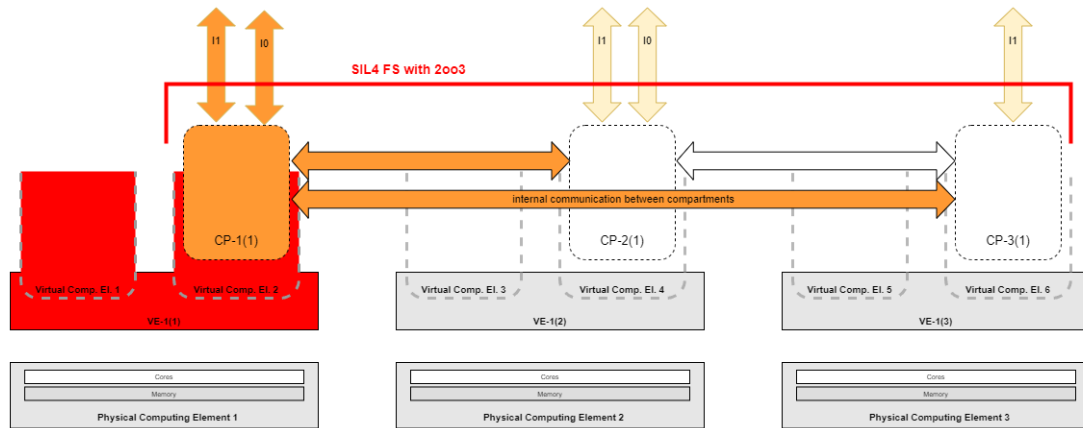 I1
I0
I1
I0
I1
SIL4 FS with 2oo3
internal communication between compartments
CP-1(1)
CP-2(1)
CP-3(1)
Virtual Comp. El. 1
Virtual Comp. El. 2
Virtual Comp. El. 3
Virtual Comp. El. 4
Virtual Comp. El. 5
Virtual Comp. El. 6
VE-1(1)
VE-1(2)
VE-1(3)
Cores
Cores
Cores
Memory
Memory
Memory
Physical Computing Element 1
Physical Computing Element 2
Physical Computing Element 3